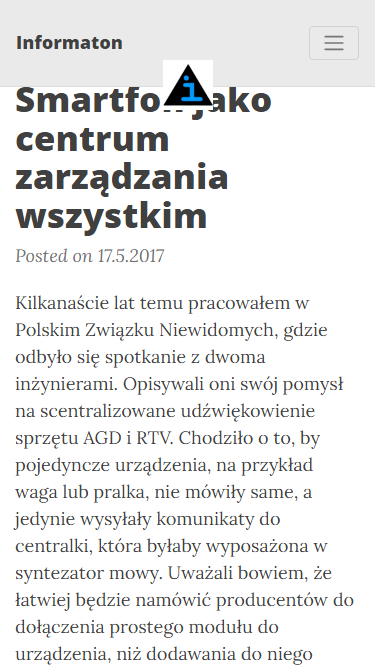 Informaton
i
Smartfon jako
centrum
zarządzania
wszystkim
Posted on 17.5.2017
Kilkanaście lat temu pracowałem w
Polskim Związku Niewidomych, gdzie
odbyło się spotkanie z dwoma
inżynierami. Opisywali oni swój pomysł
na scentralizowane udźwiękowienie
sprzętu AGD i RTV. Chodziło o to, by
pojedyncze urządzenia, na przykład
waga lub pralka, nie mówiły same, a
jedynie wysyłały komunikaty do
centralki, która byłaby wyposażona w
syntezator mowy. Uważali bowiem, że
łatwiej będzie namówić producentów do
dołączenia prostego modułu do
urządzenia, niż dodawania do niego